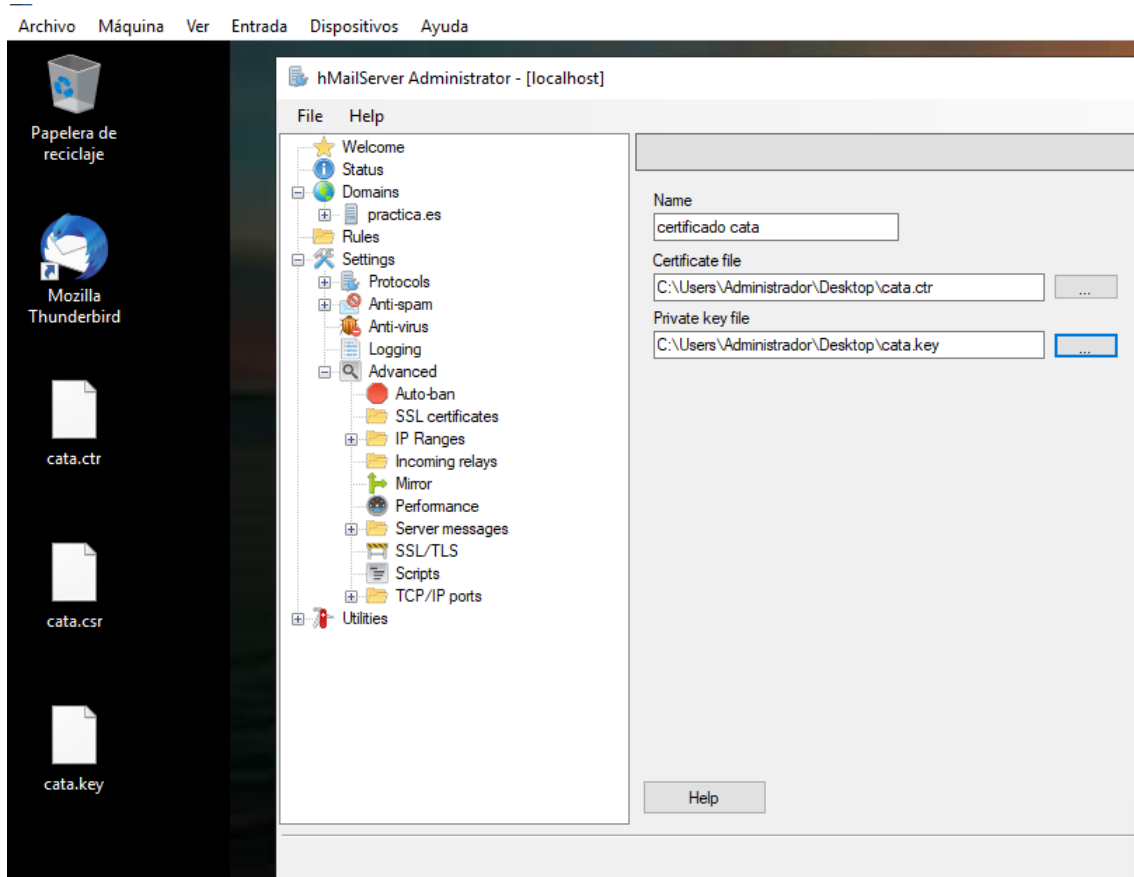 Archivo Máquina Ver Entrada Dispositivos Ayuda
Papelera de
reciclaje
Mozilla
Thunderbird
cata.ctr
cata.csr
cata.key
hMailServer Administrator - [localhost]
File Help
Welcome
Status
Domains
practica.es
Rules
Settings
Protocols
Anti-spam
Anti-virus
Logging
Advanced
Auto-ban
SSL certificates
IP Ranges
Incoming relays
Mirror
Performance
Server messages
SSL/TLS
Scripts
TCP/IP ports
Utilities
Name
certificado cata
Certificate file
C:\Users\Administrador\Desktop\cata.ctr ...
Private key file
C:\Users\Administrador\Desktop\cata.key ...
Help